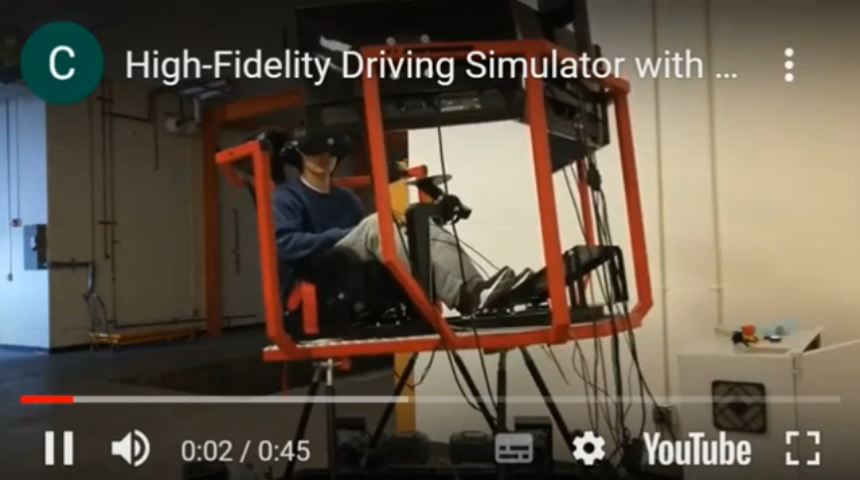 C
High-Fidelity Driving Simulator with ...
0:02 / 0:45
YouTube